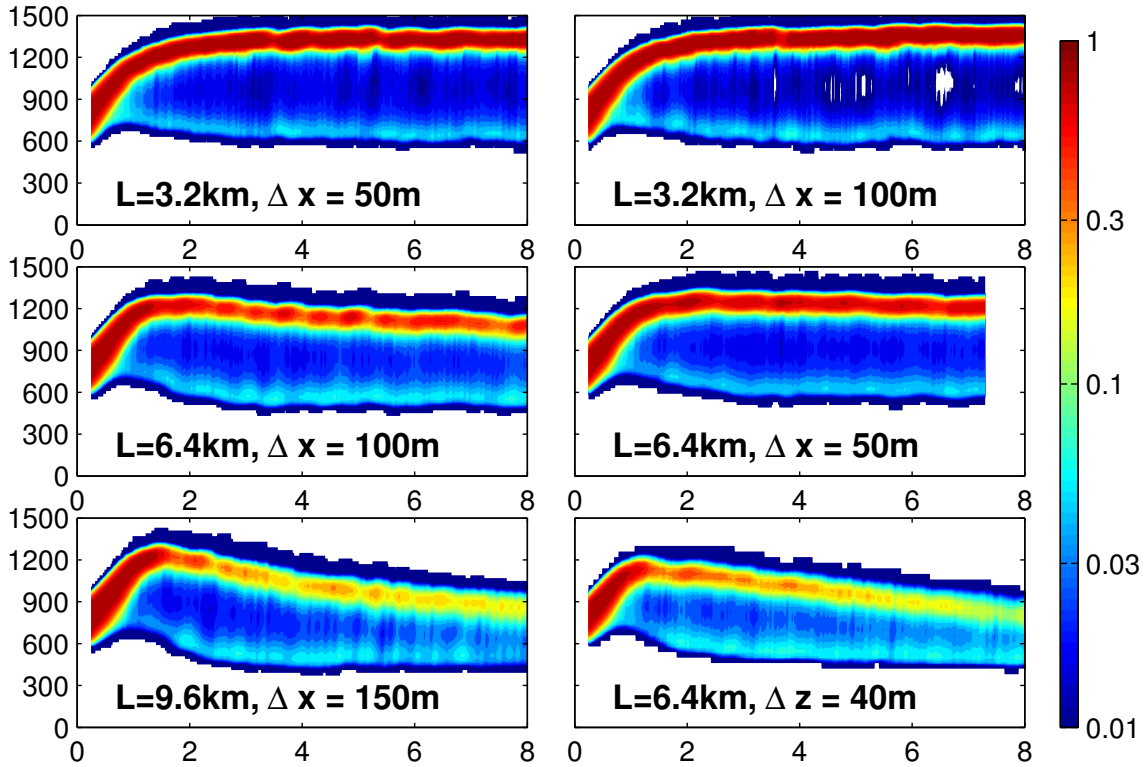 1500
1200
900
600
300
0
0 2 4 6 8
L=3.2km, Δ x = 50m
0 2 4 6 8
L=3.2km, Δ x = 100m
1500
1200
900
600
300
0
0 2 4 6 8
L=6.4km, Δ x = 100m
0 2 4 6 8
L=6.4km, Δ x = 50m
1500
1200
900
600
300
0
0 2 4 6 8
L=9.6km, Δ x = 150m
0 2 4 6 8
L=6.4km, Δ z = 40m
1
0.3
0.1
0.03
0.01